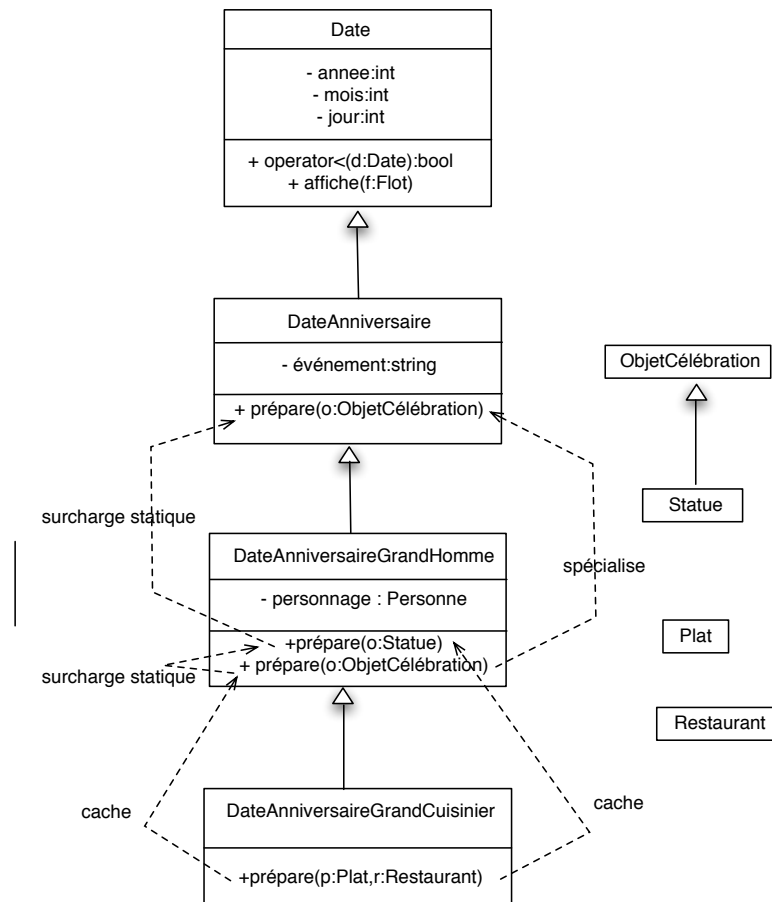 Date
- annee:int
- mois:int
- jour:int
+ operator<(d:Date):bool
+ affiche(f:Flot)
DateAnniversaire
- événement:string
+ prépare(o:ObjetCélébration)
ObjetCélébration
Statue
surcharge statique
spécialise
DateAnniversaireGrandHomme
- personnage : Personne
+prépare(o:Statue)
+ prépare(o:ObjetCélébration)
surcharge statique
Plat
Restaurant
cache
cache
DateAnniversaireGrandCuisinier
+prépare(p:Plat,r:Restaurant)